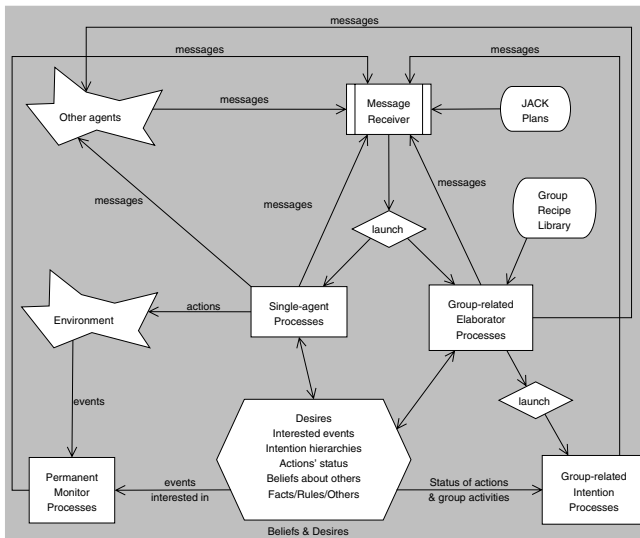 messages
messages
messages
Other agents
messages
Message
Receiver
JACK
Plans
messages
messages
messages
Group
Recipe
Library
launch
Environment
actions
Single-agent
Processes
Group-related
Elaborator
Processes
events
launch
Desires
Interested events
Intention hierarchies
Actions' status
Beliefs about others
Facts/Rules/Others
Permanent
Monitor
Processes
events
interested in
Status of actions
& group activities
Group-related
Intention
Processes
Beliefs & Desires